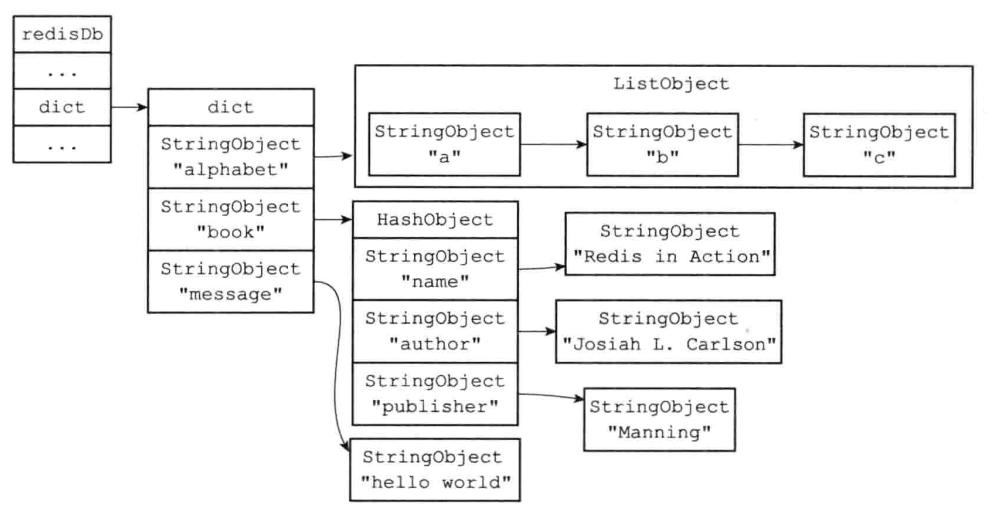 redisDb
...
dict
...
dict
StringObject
"alphabet"
StringObject
"book"
StringObject
"message"
ListObject
StringObject
"a"
StringObject
"b"
StringObject
"c"
HashObject
StringObject
"name"
StringObject
"author"
StringObject
"publisher"
StringObject
"Redis in Action"
StringObject
"Josiah L. Carlson"
StringObject
"Manning"
StringObject
"hello world"